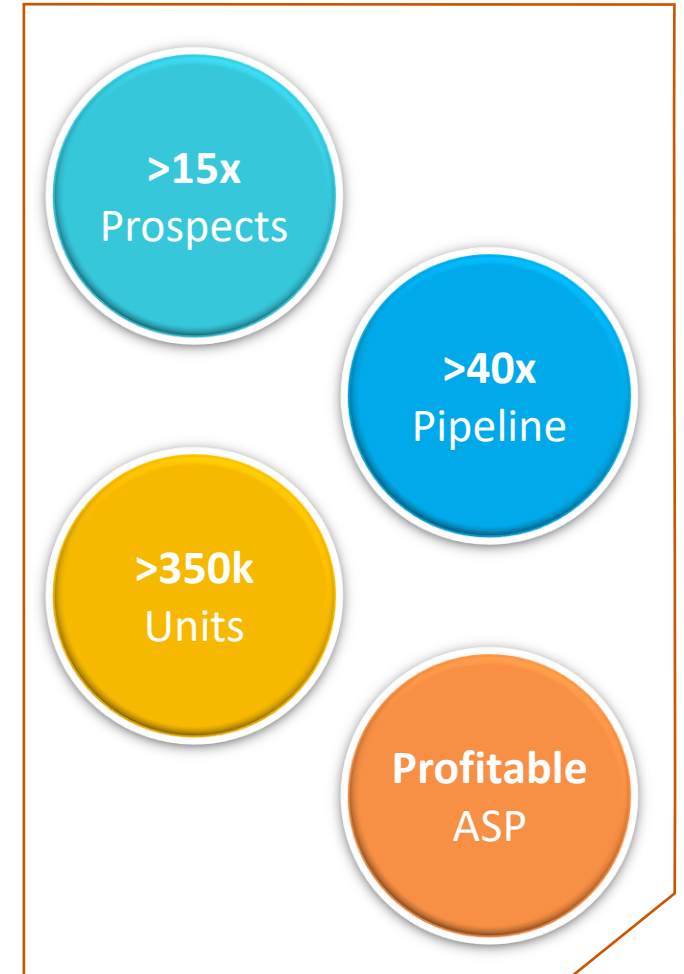 >15x
Prospects
>40x
Pipeline
>350k
Units
Profitable
ASP